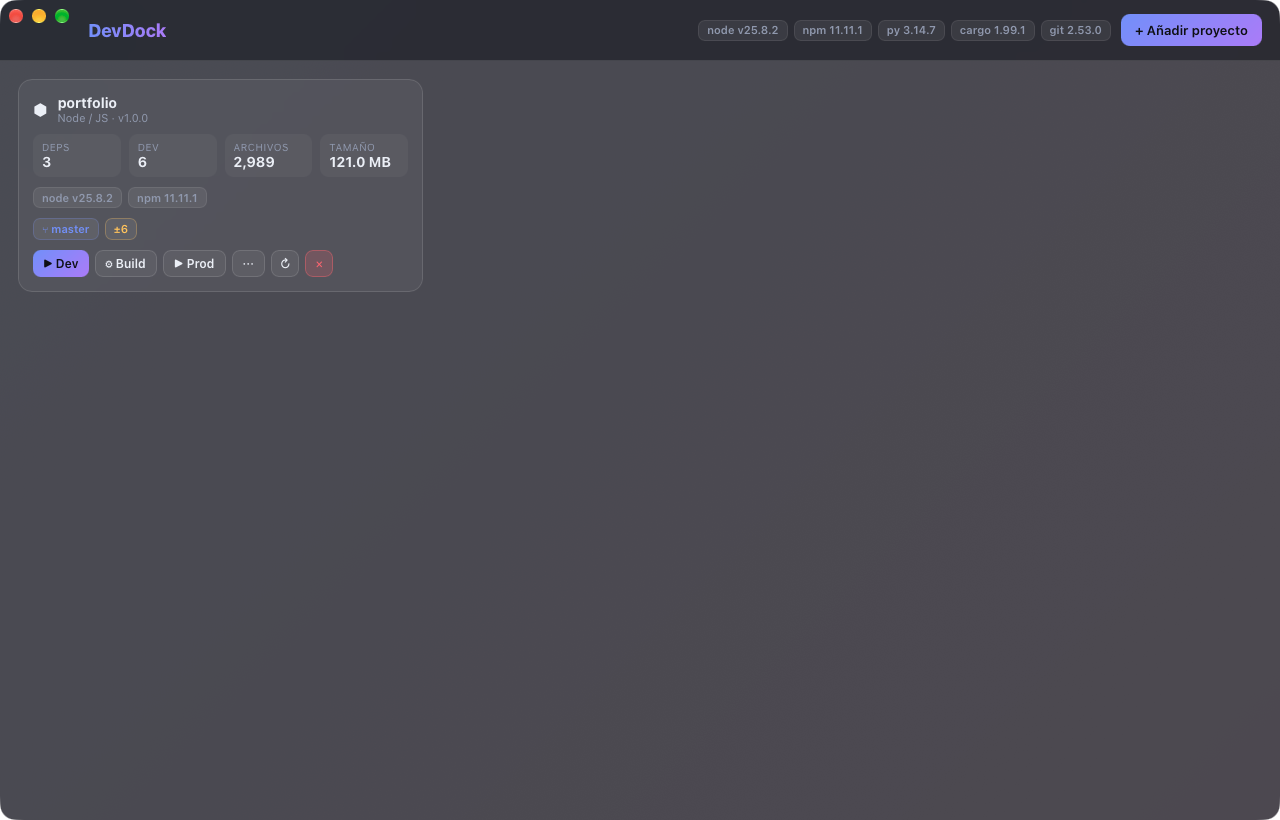 DevDock
node v25.8.2 npm 11.11.1 py 3.14.7 cargo 1.99.1 git 2.53.0 + Añadir proyecto
portfolio
Node / JS · v1.0.0
DEPS DEV ARCHIVOS TAMAÑO
3 6 2,989 121.0 MB
node v25.8.2 npm 11.11.1
master ±6
▶ Dev ⚙ Build ▶ Prod ⋯ ↻ ×